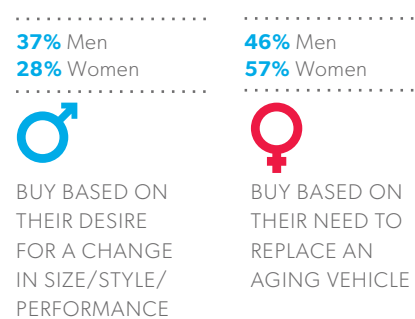 37% Men
28% Women
BUY BASED ON
THEIR DESIRE
FOR A CHANGE
IN SIZE/STYLE/
PERFORMANCE
46% Men
57% Women
BUY BASED ON
THEIR NEED TO
REPLACE AN
AGING VEHICLE